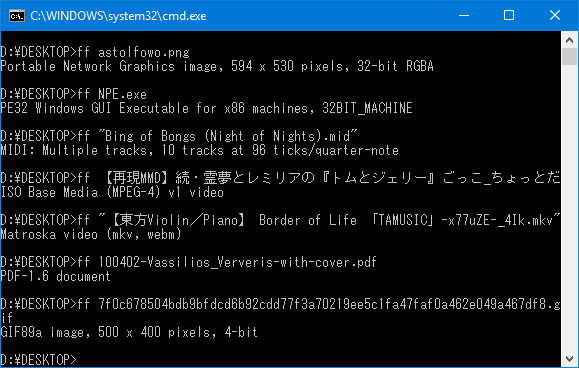 C:\WINDOWS\system32\cmd.exe
D:¥DESKTOP>ff astolfowo.png
Portable Network Graphics image, 594 x 530 pixels, 32-bit RGBA
D:¥DESKTOP>ff NPE.exe
PE32 Windows GUI Executable for x86 machines, 32BIT_MACHINE
D:¥DESKTOP>ff "Bing of Bongs (Night of Nights).mid"
MIDI: Multiple tracks, 10 tracks at 96 ticks/quarter-note
D:¥DESKTOP>ff 【再現MMD】続・霊夢とレミリアの『トムとジェリー』ごっこ_ちょっとだ
ISO Base Media (MPEG-4) v1 video
D:¥DESKTOP>ff "【東方Violin／Piano】 Border of Life 「TAMUSIC」-x77uZE-_4Ik.mkv"
Matroska video (mkv, webm)
D:¥DESKTOP>ff 100402-Vassilios_Ververis-with-cover.pdf
PDF-1.6 document
D:¥DESKTOP>ff 7f0c678504bdb9bfdcd6b92cdd77f3a70219ee5c1fa47faf0a462e049a467df8.g
if
GIF89a image, 500 x 400 pixels, 4-bit
D:¥DESKTOP>